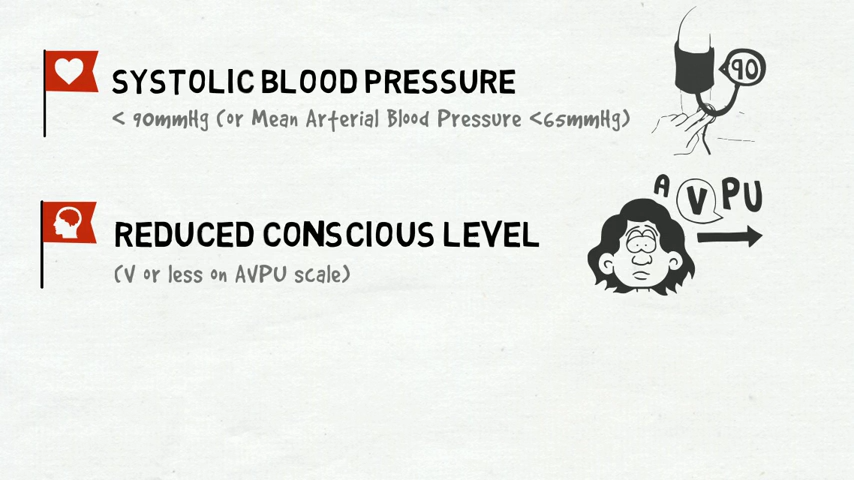 SYSTOLIC BLOOD PRESSURE
< 90mmHg (or Mean Arterial Blood Pressure <65mmHg)
90
A V PU
REDUCED CONSCIOUS LEVEL
(V or less on AVPU scale)